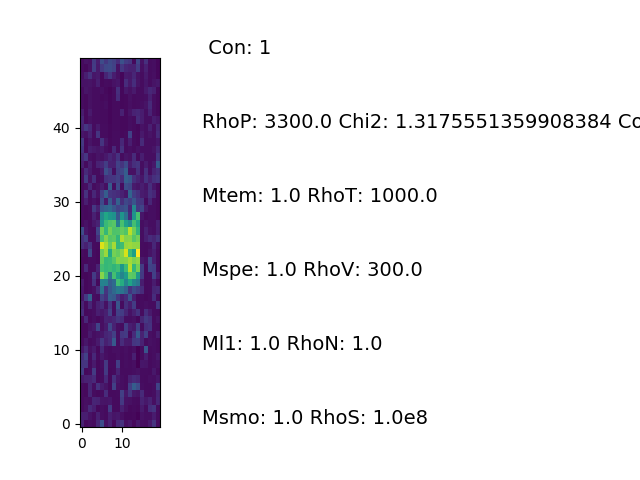 Con: 1
RhoP: 3300.0 Chi2: 1.3175551359908384 Co
Mtem: 1.0 RhoT: 1000.0
Mspe: 1.0 RhoV: 300.0
Ml1: 1.0 RhoN: 1.0
Msmo: 1.0 RhoS: 1.0e8
40
30
20
10
0
0 10